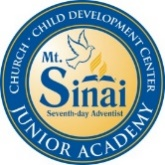 CHURCH · CHILD DEVELOPMENT CENTER
Mt.
Sinai
Seventh-day Adventist
JUNIOR ACADEMY